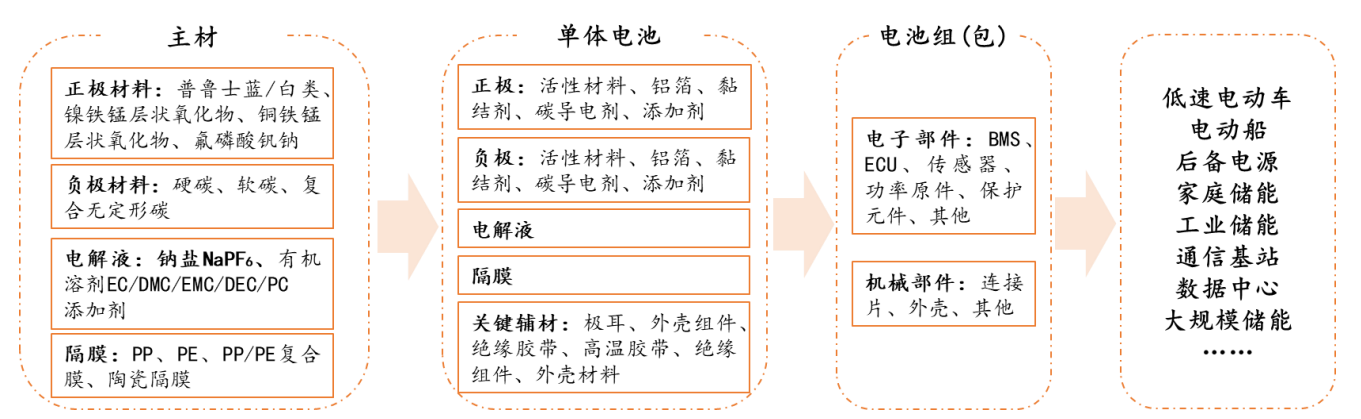 主材
正极材料：普鲁士蓝/白类、
镍铁锰层状氧化物、铜铁锰
层状氧化物、氟磷酸钒钠
负极材料：硬碳、软碳、复
合无定形碳
电解液：钠盐NaPF₆、有机
溶剂EC/DMC/EMC/DEC/PC
添加剂
隔膜：PP、PE、PP/PE复合
膜、陶瓷隔膜
单体电池
正极：活性材料、铝箔、黏
结剂、碳导电剂、添加剂
负极：活性材料、铝箔、黏
结剂、碳导电剂、添加剂
电解液
隔膜
关键辅材：极耳、外壳组件、
绝缘胶带、高温胶带、绝缘
组件、外壳材料
电池组(包)
电子部件：BMS、
ECU、传感器、
功率原件、保护
元件、其他
机械部件：连接
片、外壳、其他
低速电动车
电动船
后备电源
家庭储能
工业储能
通信基站
数据中心
大规模储能
……